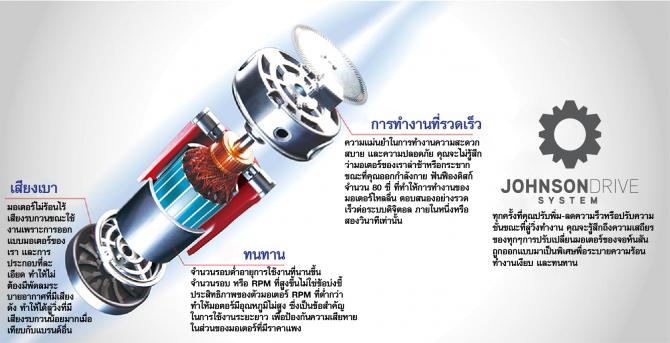 การทำงานที่รวดเร็ว
ความแม่นยำในการทำงานความสะดวก
สบาย และความปลอดภัย คุณจะไม่รู้สึก
ว่ามอเตอร์ของเราล่าช้าหรือกระชาก
ขณะที่คุณออกกำลังกาย ฟันเฟืองดิสก์
จำนวน 80 ซี่ ที่ทำให้การทำงานของ
มอเตอร์ไหลลื่น ตอบสนองอย่างรวด
เร็วต่อระบบดิจิตอล ภายในหนึ่งหรือ
สองวินาทีเท่านั้น
เสียงเบา
มอเตอร์ไม่ร้อนไร้
เสียงรบกวนขณะใช้
งานเพราะการออก
แบบมอเตอร์ของ
เรา และการ
ประกอบที่ละ
เอียด ทำให้ไม่
ต้องมีพัดลมระ
บายอากาศที่มีเสียง
ดัง ทำให้ได้ลู่วิ่งที่มี
เสียงรบกวนน้อยมากเมื่อ
เทียบกับแบรนด์อื่น
ทนทาน
จำนวนรอบต่ำอายุการใช้งานที่นานขึ้น
จำนวนรอบ หรือ RPM ที่สูงขึ้นไม่ใช่ข้อบ่งชี้
ประสิทธิภาพของตัวมอเตอร์ RPM ที่ต่ำกว่า
ทำให้มอเตอร์มีอุณหภูมิไม่สูง ซึ่งเป็นข้อสำคัญ
ในการใช้งานระยะยาว เพื่อป้องกันความเสียหาย
ในส่วนของมอเตอร์ที่มีราคาแพง
JOHNSONDRIVE
SYSTEM
ทุกครั้งที่คุณปรับเพิ่ม-ลดความเร็วหรือปรับความ
ชันขณะที่ลู่วิ่งทำงาน คุณจะรู้สึกถึงความเสถียร
ของทุกๆการปรับเปลี่ยนมอเตอร์ของจอห์นสัน
ถูกออกแบบมาเป็นพิเศษเพื่อระบายความร้อน
ทำงานเงียบ และทนทาน